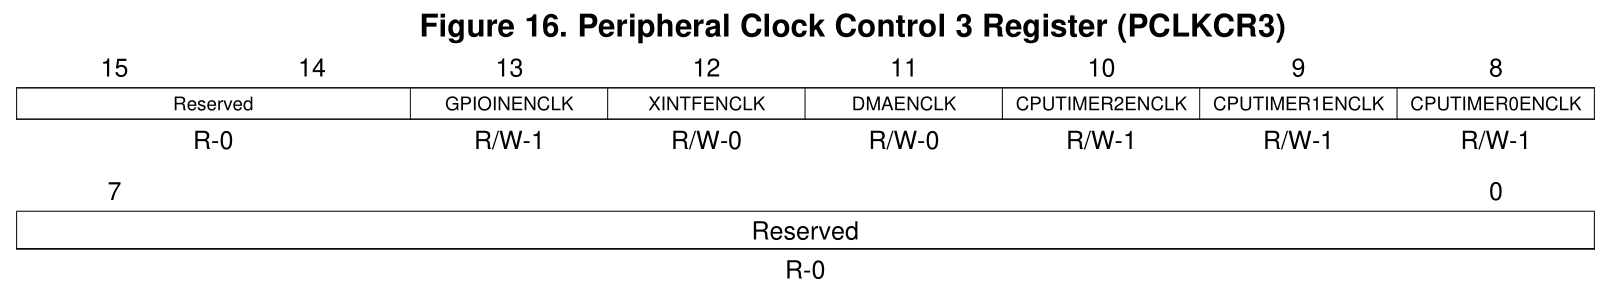 Figure 16. Peripheral Clock Control 3 Register (PCLKCR3)
15 14 13 12 11 10 9 8
Reserved GPIOINENCLK XINTFENCLK DMAENCLK CPUTIMER2ENCLK CPUTIMER1ENCLK CPUTIMER0ENCLK
R-0 R/W-1 R/W-0 R/W-0 R/W-1 R/W-1 R/W-1
7 0
Reserved
R-0